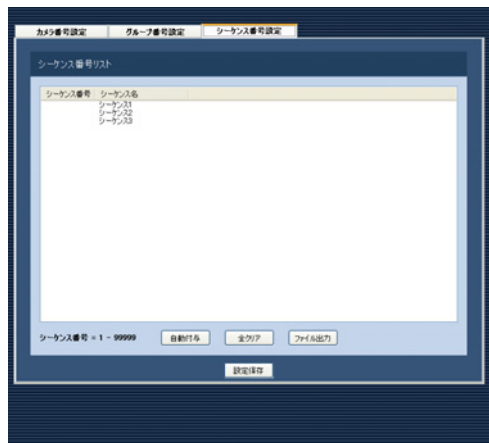 カメラ番号設定 グループ番号設定 シーケンス番号設定
シーケンス番号リスト
シーケンス番号 シーケンス名
シーケンス1
シーケンス2
シーケンス3
シーケンス番号 = 1 - 99999 自動付与 全クリア ファイル出力
設定保存